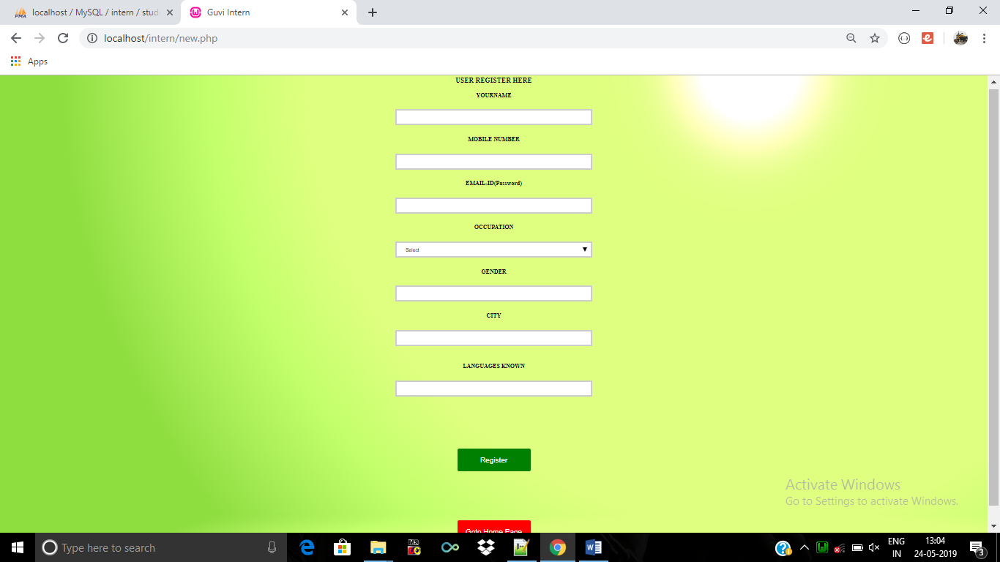 PMA
localhost / MySQL / intern / stud
Guvi Intern
localhost/intern/new.php
Apps
USER REGISTER HERE
YOURNAME
MOBILE NUMBER
EMAIL-ID(Password)
OCCUPATION
Select
GENDER
CITY
LANGUAGES KNOWN
Register
Activate Windows
Go to Settings to activate Windows.
Goto Home Page
Type here to search
ENG
IN
13:04
24-05-2019
3